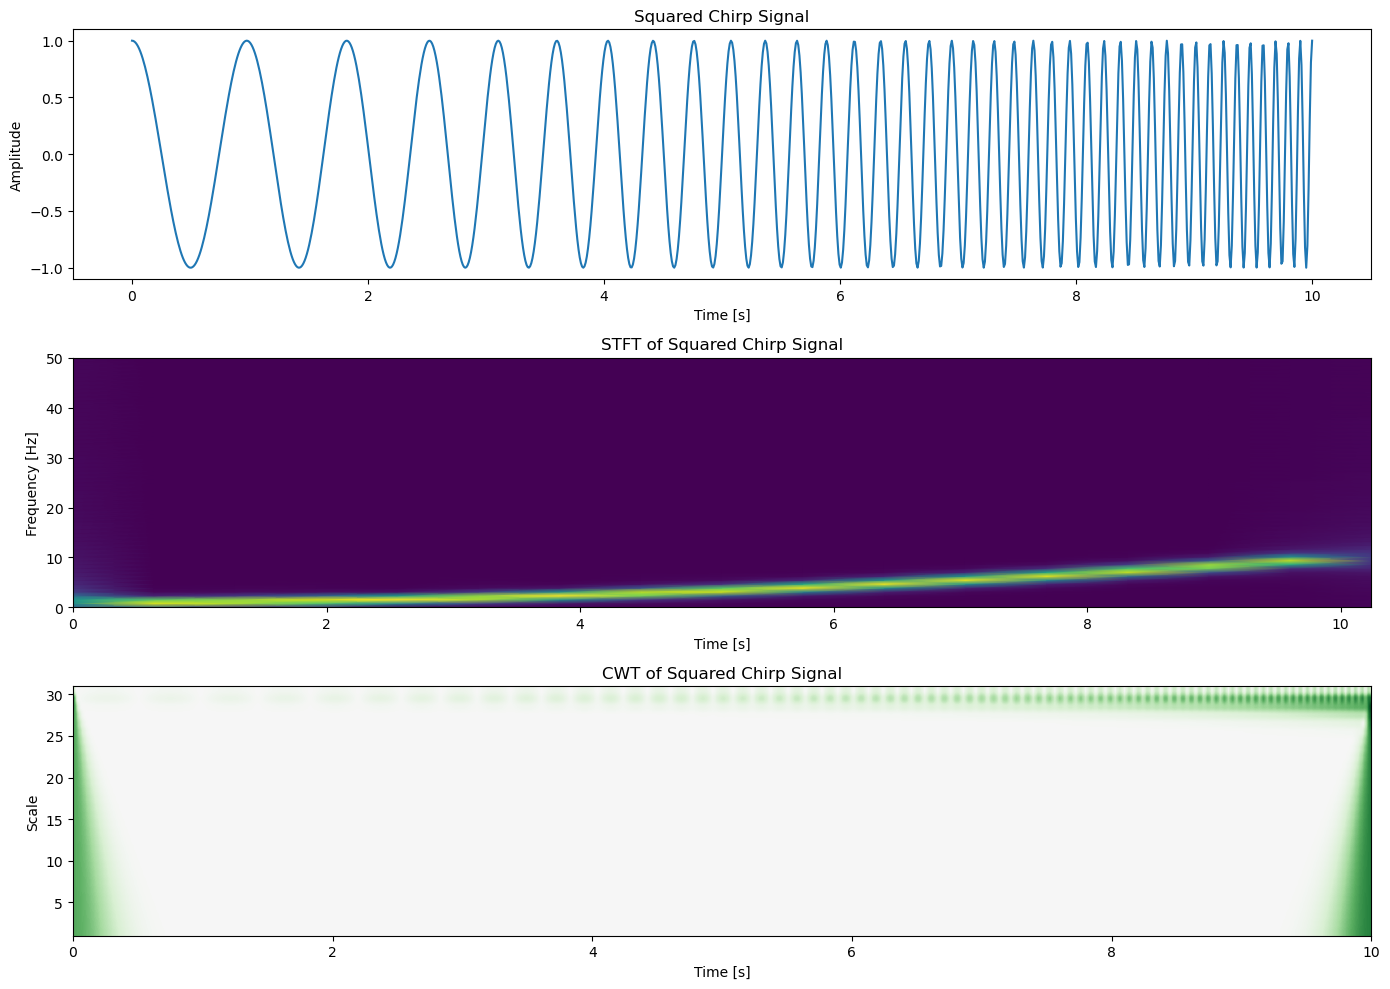 Squared Chirp Signal
1.0
0.5
0.0
−0.5
−1.0
Amplitude
0 2 4 6 8 10
Time [s]
STFT of Squared Chirp Signal
50
40
30
20
10
0
Frequency [Hz]
0 2 4 6 8 10
Time [s]
CWT of Squared Chirp Signal
30
25
20
15
10
5
Scale
0 2 4 6 8 10
Time [s]